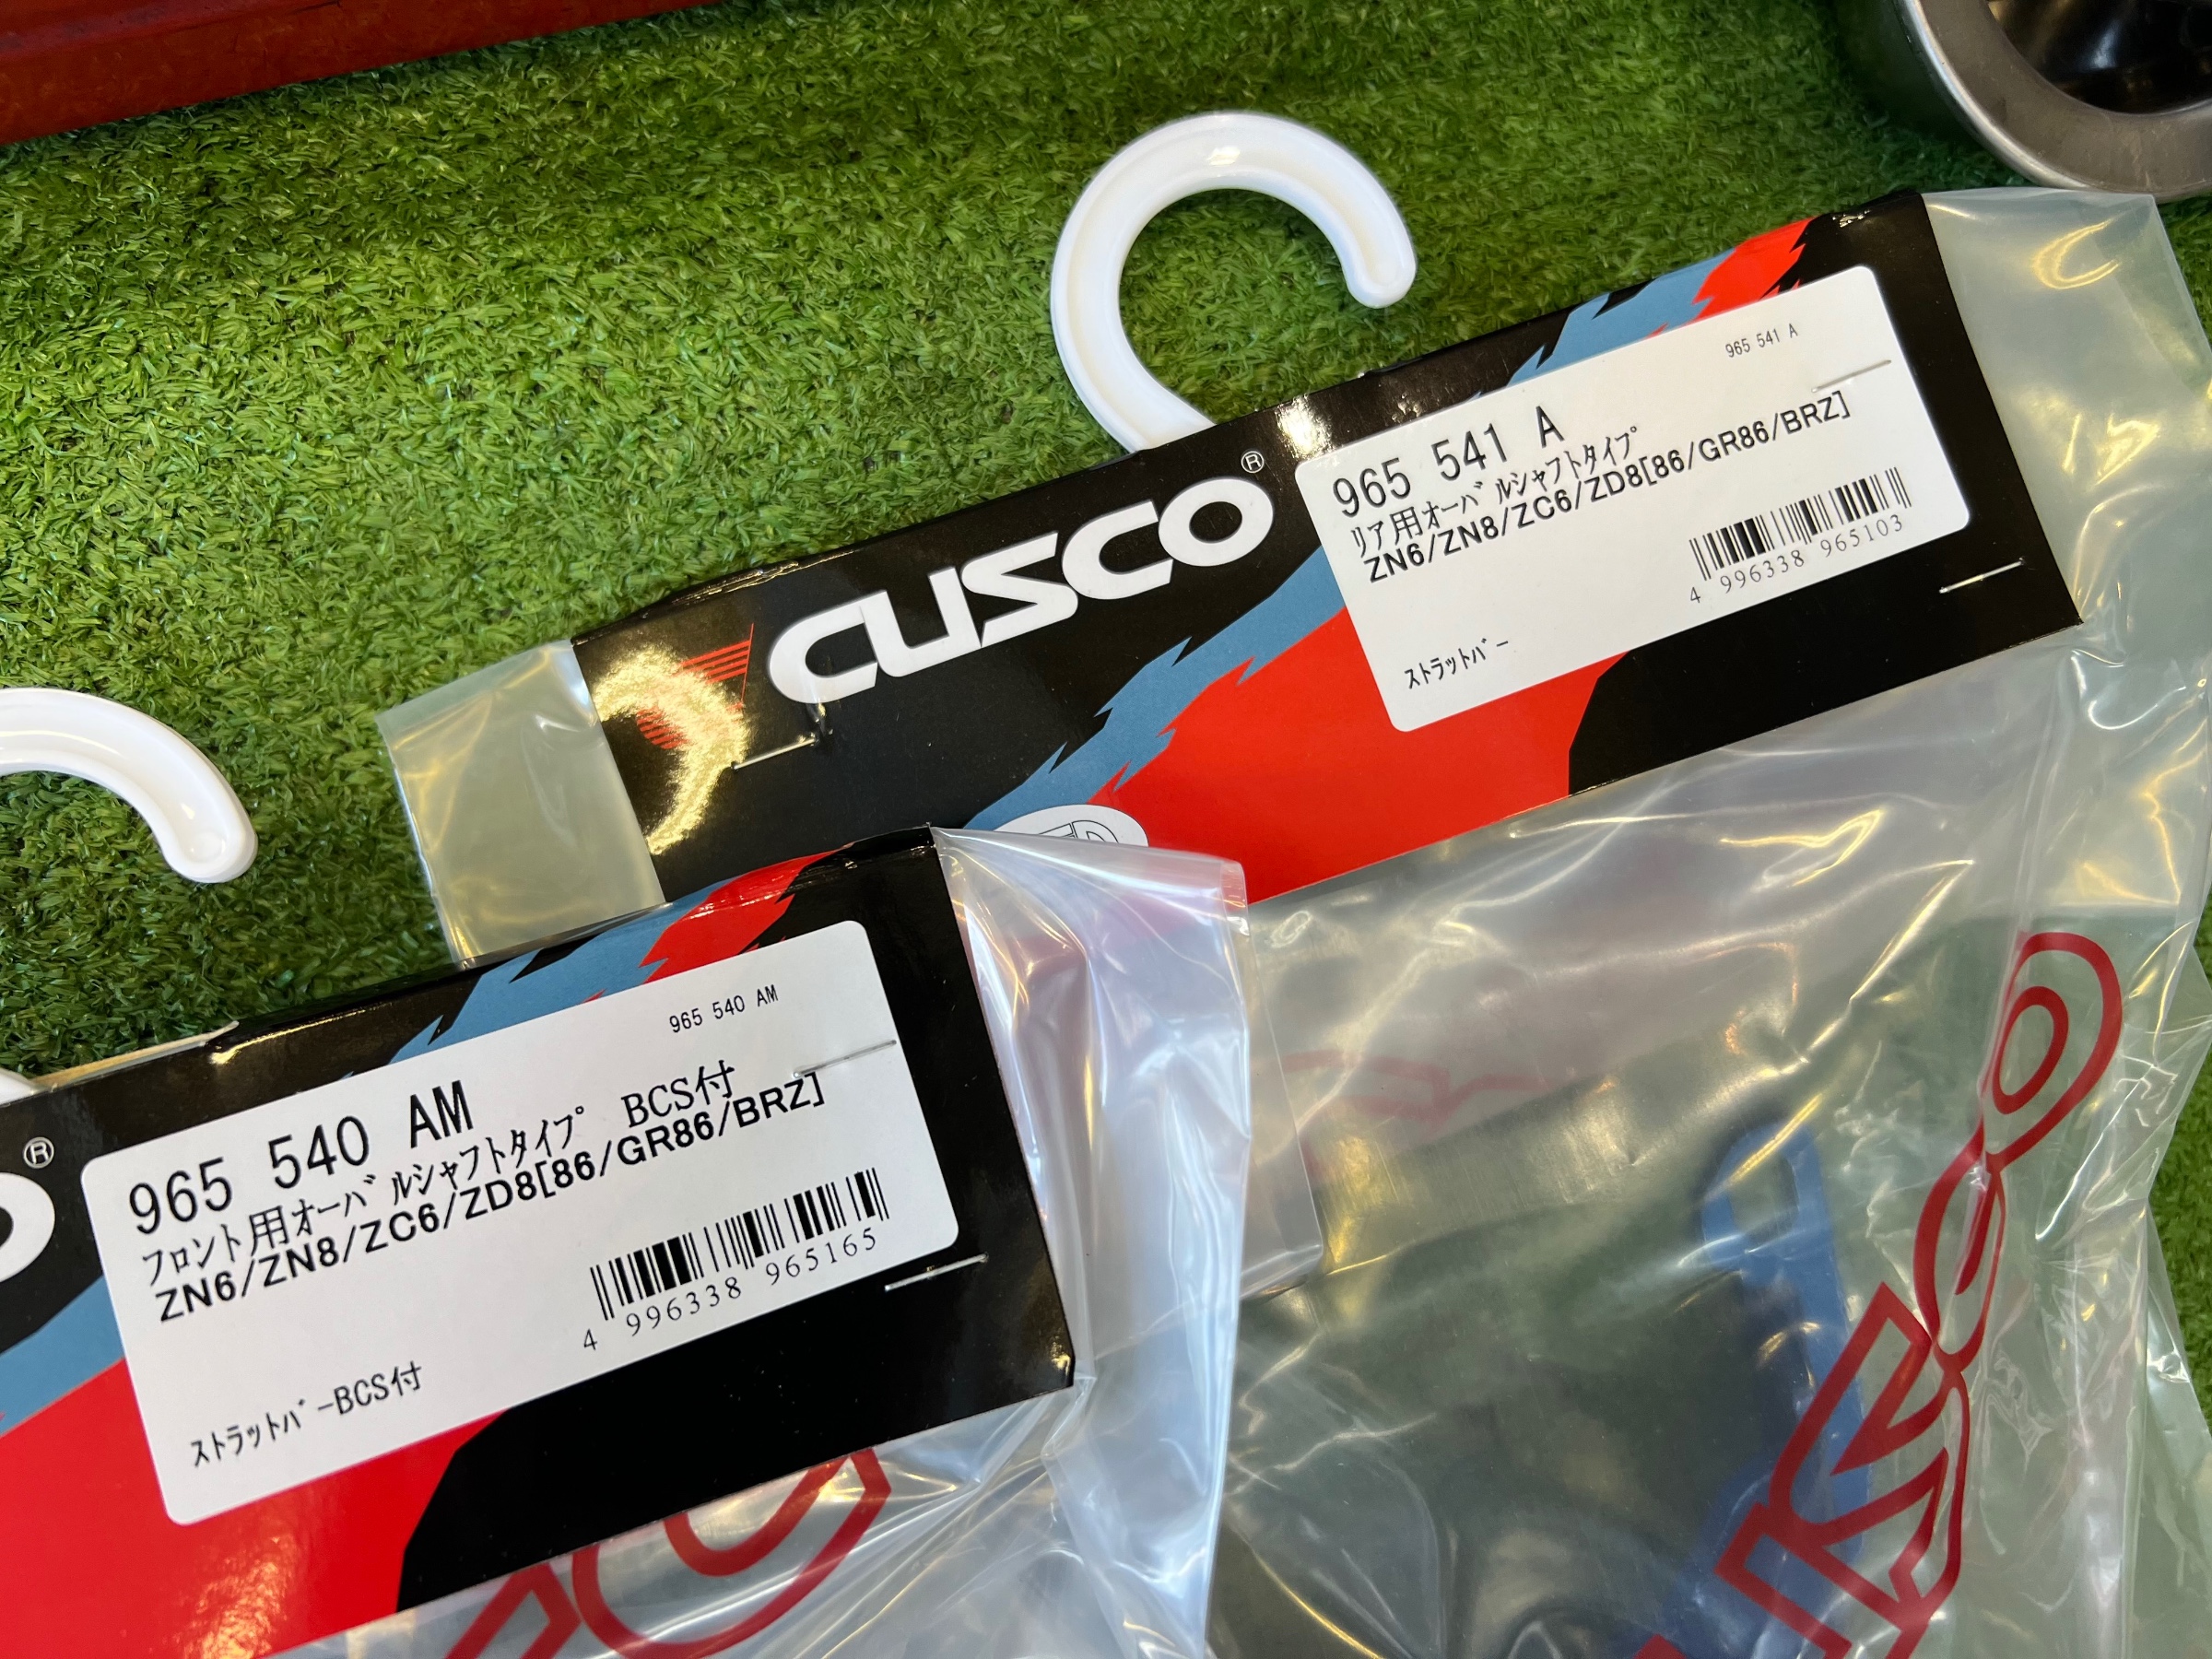 CUSCO®
965 541 A
965 541 A
リア用オーバルシャフトタイプ
ZN6/ZN8/ZC6/ZD8[86/GR86/BRZ]
4 996338 965103
ストラットバー
®
965 540 AM
965 540 AM
フロント用オーバルシャフトタイプ BCS付
ZN6/ZN8/ZC6/ZD8[86/GR86/BRZ]
4 996338 965165
ストラットバーBCS付